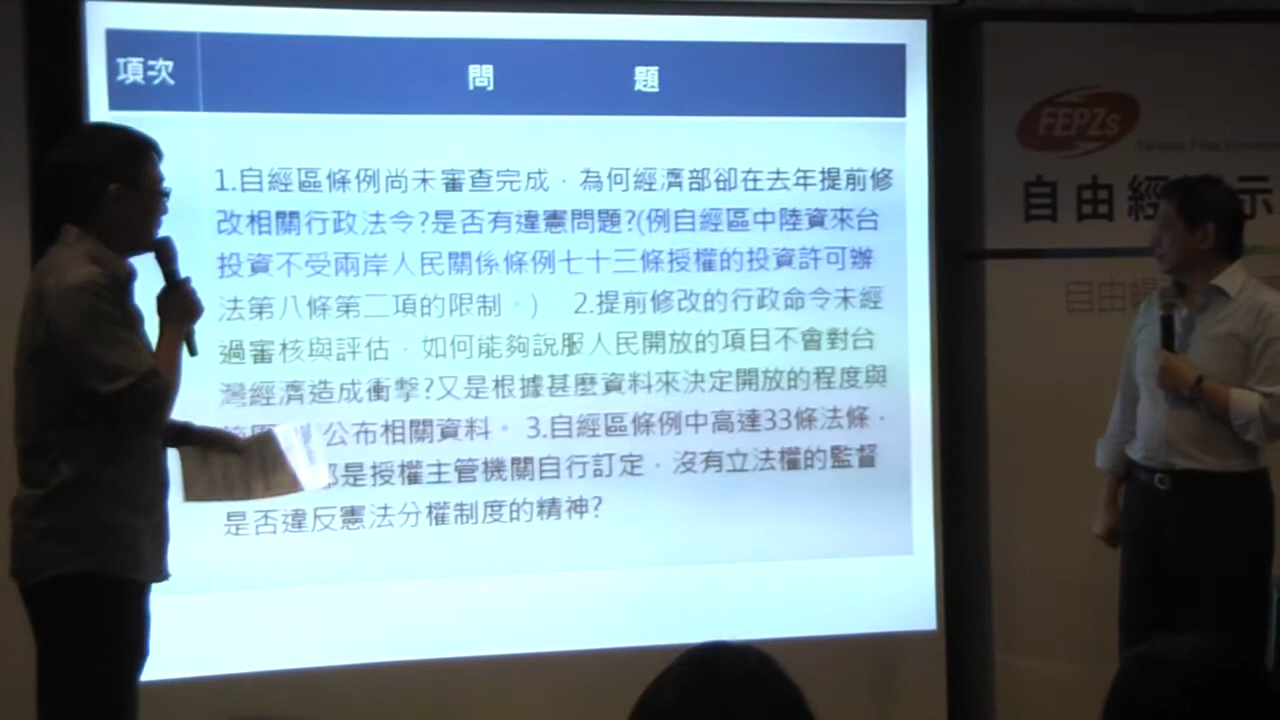 項次 問 題
1.自經區條例尚未審查完成，為何經濟部卻在去年提前修
改相關行政法令?是否有違憲問題?(例自經區中陸資來台
投資不受兩岸人民關係條例七十三條授權的投資許可辦
法第八條第二項的限制。) 2.提前修改的行政命令未經
過審核與評估，如何能夠說服人民開放的項目不會對台
灣經濟造成衝擊?又是根據甚麼資料來決定開放的程度與
公布相關資料。 3.自經區條例中高達33條法條，
都是授權主管機關自行訂定，沒有立法權的監督
是否違反憲法分權制度的精神?
FEPZs
自由經 示
自由